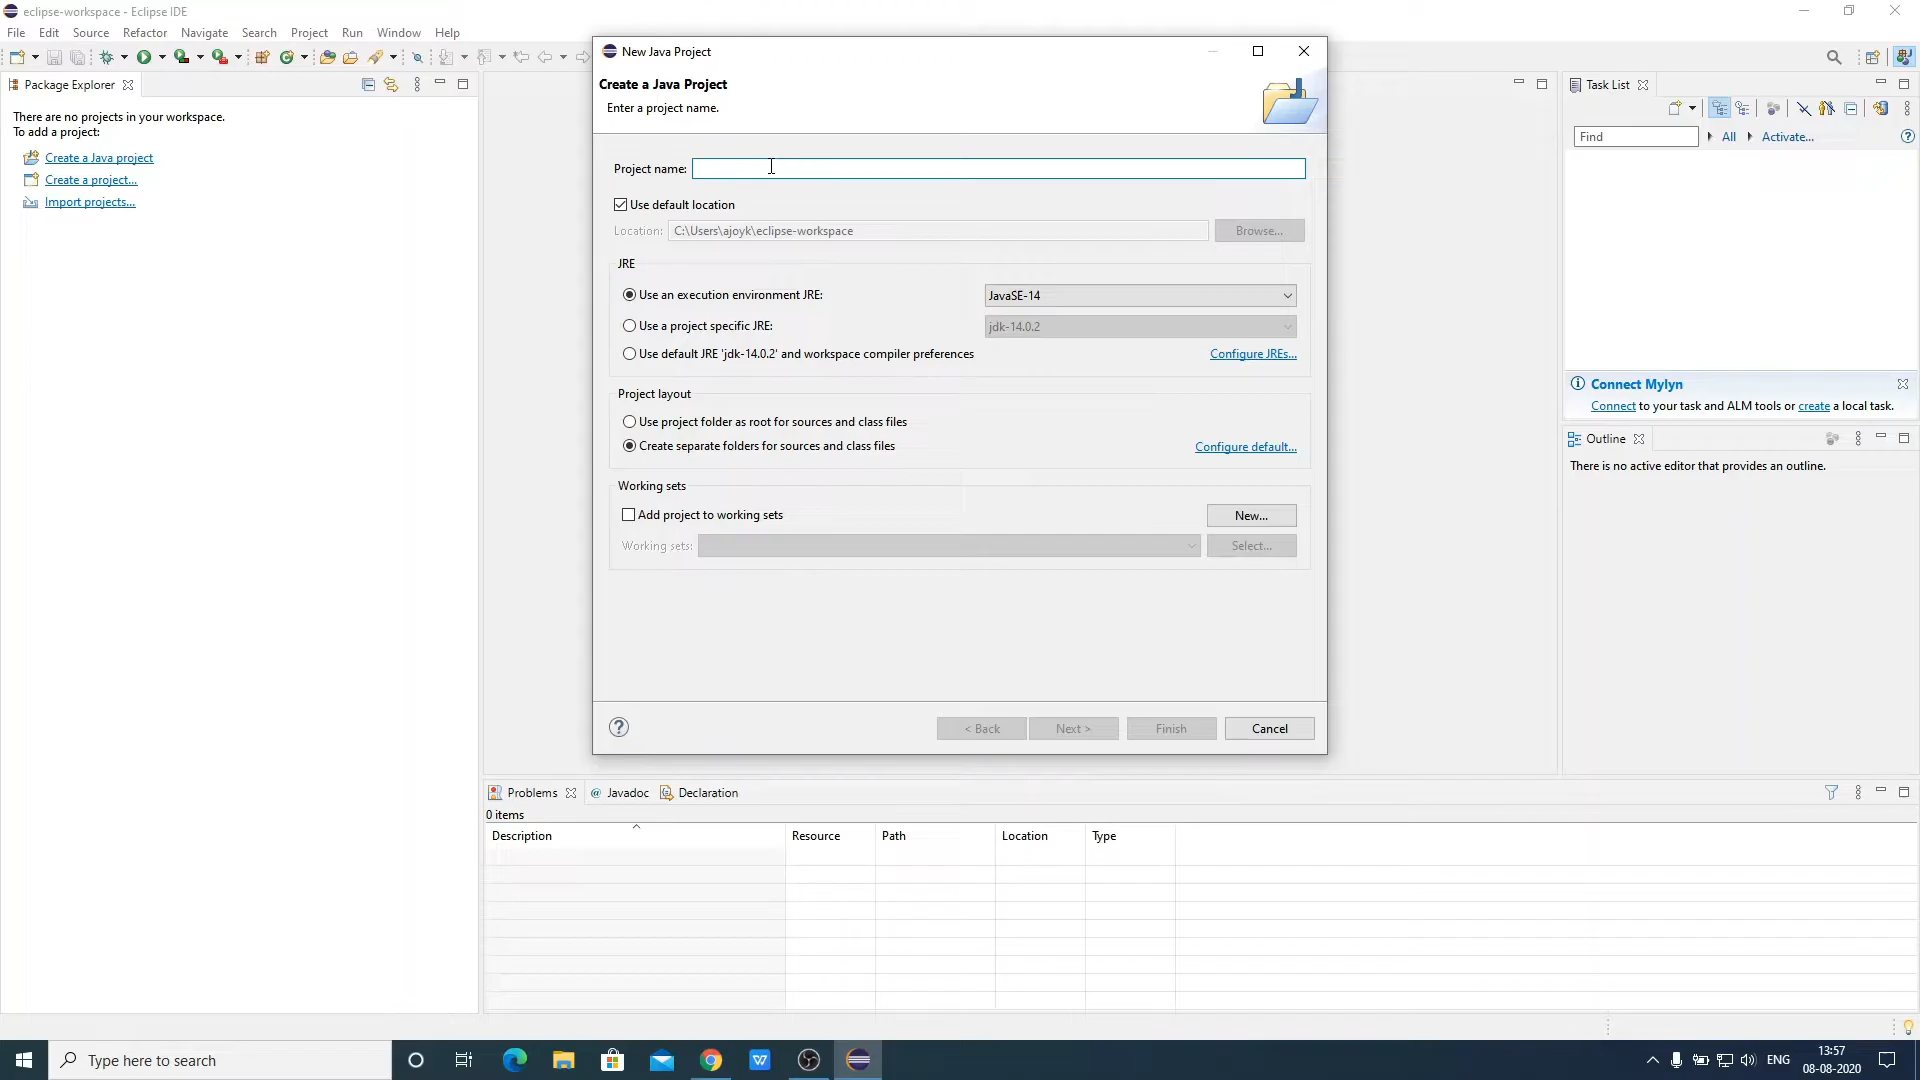 eclipse-workspace - Eclipse IDE
File Edit Source Refactor Navigate Search Project Run Window Help
Package Explorer
There are no projects in your workspace.
To add a project:
Create a Java project
Create a project...
Import projects...
New Java Project
Create a Java Project
Enter a project name.
Project name:
Use default location
Location: C:\Users\ajoyk\eclipse-workspace Browse...
JRE
Use an execution environment JRE: JavaSE-14
Use a project specific JRE: jdk-14.0.2
Use default JRE 'jdk-14.0.2' and workspace compiler preferences Configure JREs...
Project layout
Use project folder as root for sources and class files
Create separate folders for sources and class files Configure default...
Working sets
Add project to working sets New...
Working sets: Select...
< Back Next > Finish Cancel
Task List
Find All Activate...
Connect Mylyn
Connect to your task and ALM tools or create a local task.
Outline
There is no active editor that provides an outline.
Problems @ Javadoc Declaration
0 items
Description Resource Path Location Type
Type here to search
ENG
13:57
08-08-2020